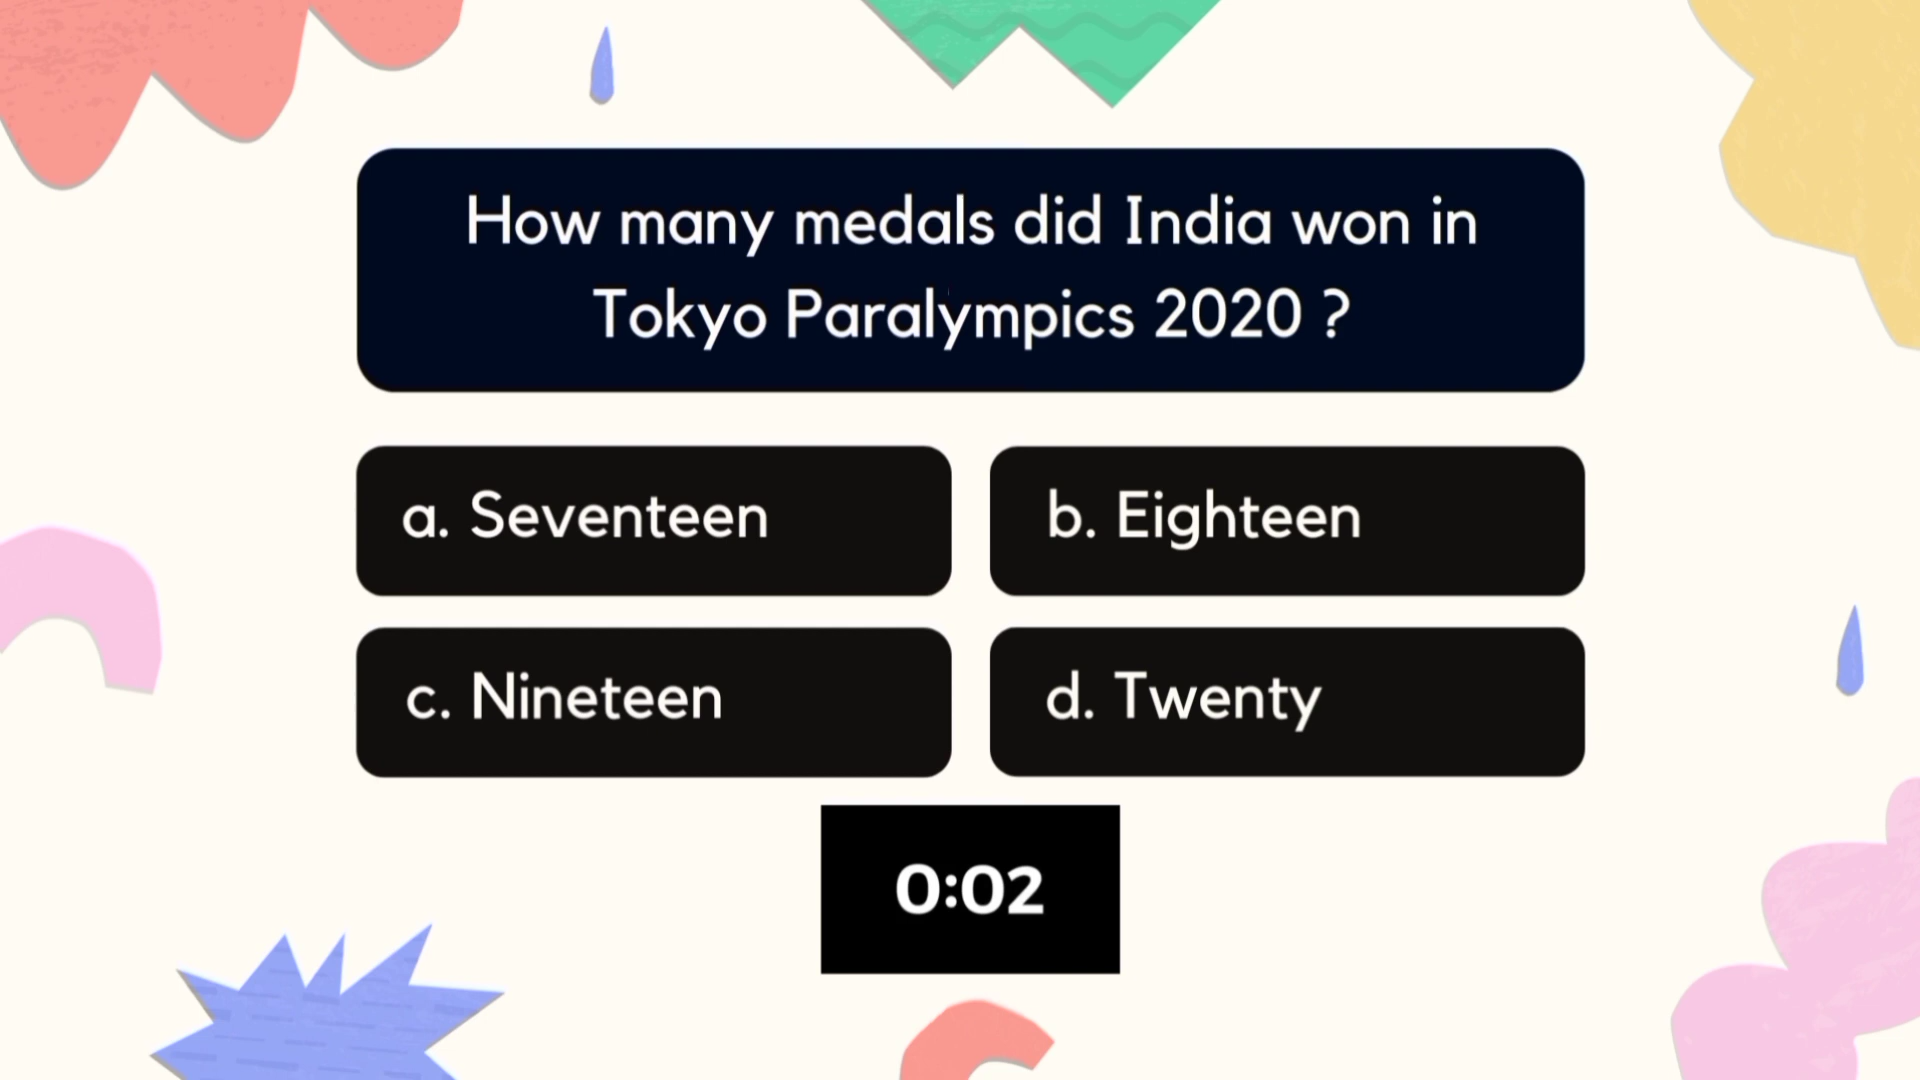 How many medals did India won in
Tokyo Paralympics 2020 ?
a. Seventeen
b. Eighteen
c. Nineteen
d. Twenty
0:02